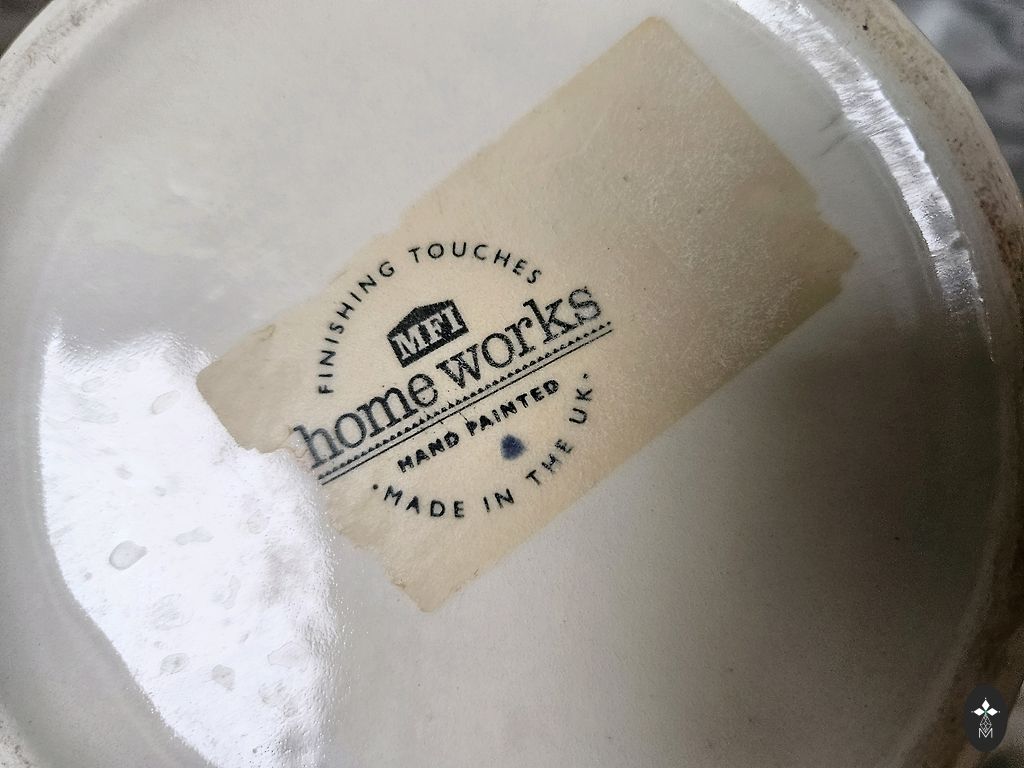 FINISHING TOUCHES
MFI
home works
HAND PAINTED
·MADE IN THE UK·
M